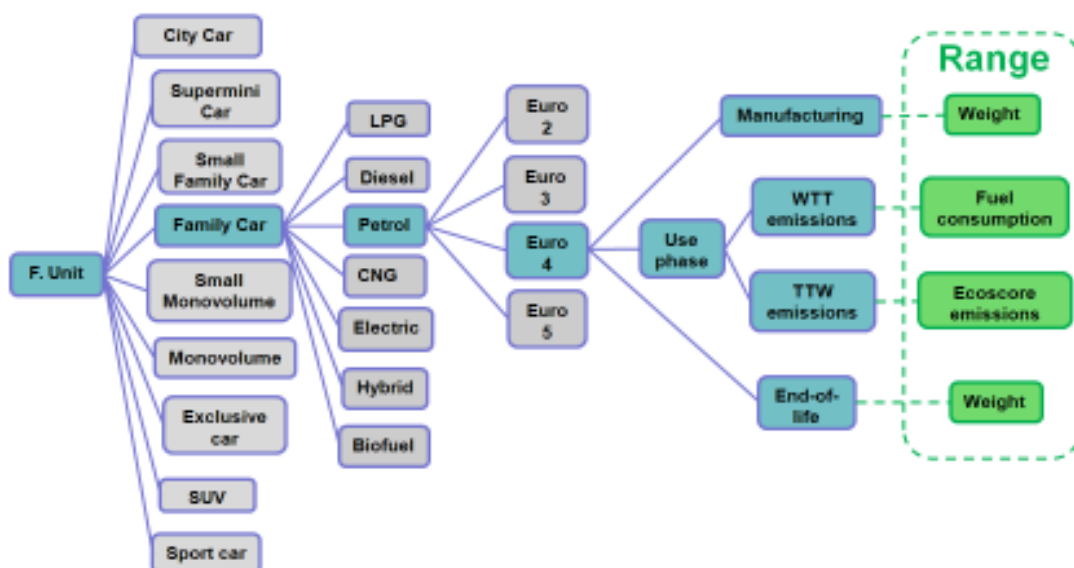 City Car
Supermini
Car
Small
Family Car
Family Car
F. Unit
Small
Monovolume
Monovolume
Exclusive
car
SUV
Sport car
LPG
Diesel
Petrol
CNG
Electric
Hybrid
Biofuel
Euro
2
Euro
3
Euro
4
Euro
5
Manufacturing
Use
phase
WTT
emissions
TTW
emissions
End-of-
life
Range
Weight
Fuel
consumption
Ecoscore
emissions
Weight